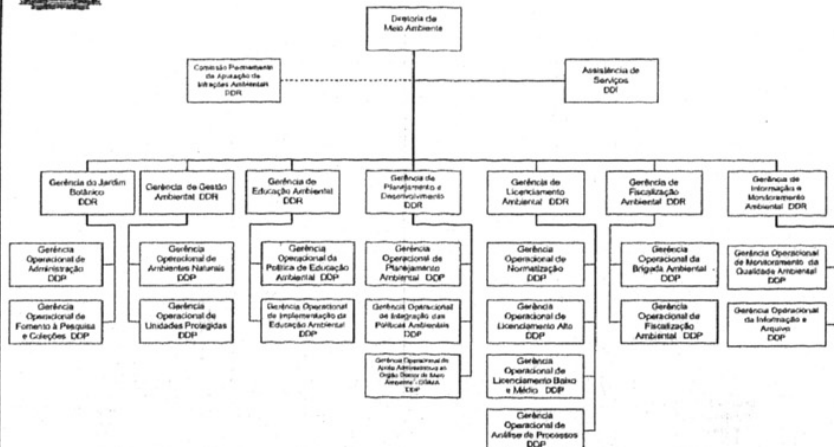 Diretoria de
Meio Ambiente
Comissão Permanente
de Apuração de
Infrações Ambientais
DDR
Assistência de
Serviços
DDI
Gerência do Jardim
Botânico
DDR
Gerência de Gestão
Ambiental DDR
Gerência de
Educação Ambiental
DDR
Gerência de
Planejamento e
Desenvolvimento
DDR
Gerência de
Licenciamento
Ambiental DDR
Gerência de
Fiscalização
Ambiental DDR
Gerência de
Informação e
Monitoramento
Ambiental DDR
Gerência
Operacional de
Administração
DDP
Gerência
Operacional de
Ambientes Naturais
DDP
Gerência
Operacional da
Política de Educação
Ambiental DDP
Gerência
Operacional de
Planejamento
Ambiental DDP
Gerência
Operacional de
Normatização
DDP
Gerência
Operacional da
Brigada Ambiental
DDP
Gerência Operacional
de Monitoramento da
Qualidade Ambiental
DDP
Gerência
Operacional de
Fomento à Pesquisa
e Coleções DDP
Gerência
Operacional de
Unidades Protegidas
DDP
Gerência Operacional
de Implementação da
Educação Ambiental
DDP
Gerência Operacional
de Integração das
Políticas Ambientais
DDP
Gerência
Operacional de
Licenciamento Alto
DDP
Gerência
Operacional de
Fiscalização
Ambiental DDP
Gerência Operacional
da Informação e
Arquivo
DDP
Gerência Operacional de
Apoio Administrativo ao
Ambiente
DDP
Gerência
Operacional de
Licenciamento Baixo
e Médio DDP
Gerência
Operacional de
Análise de Processos
DDP